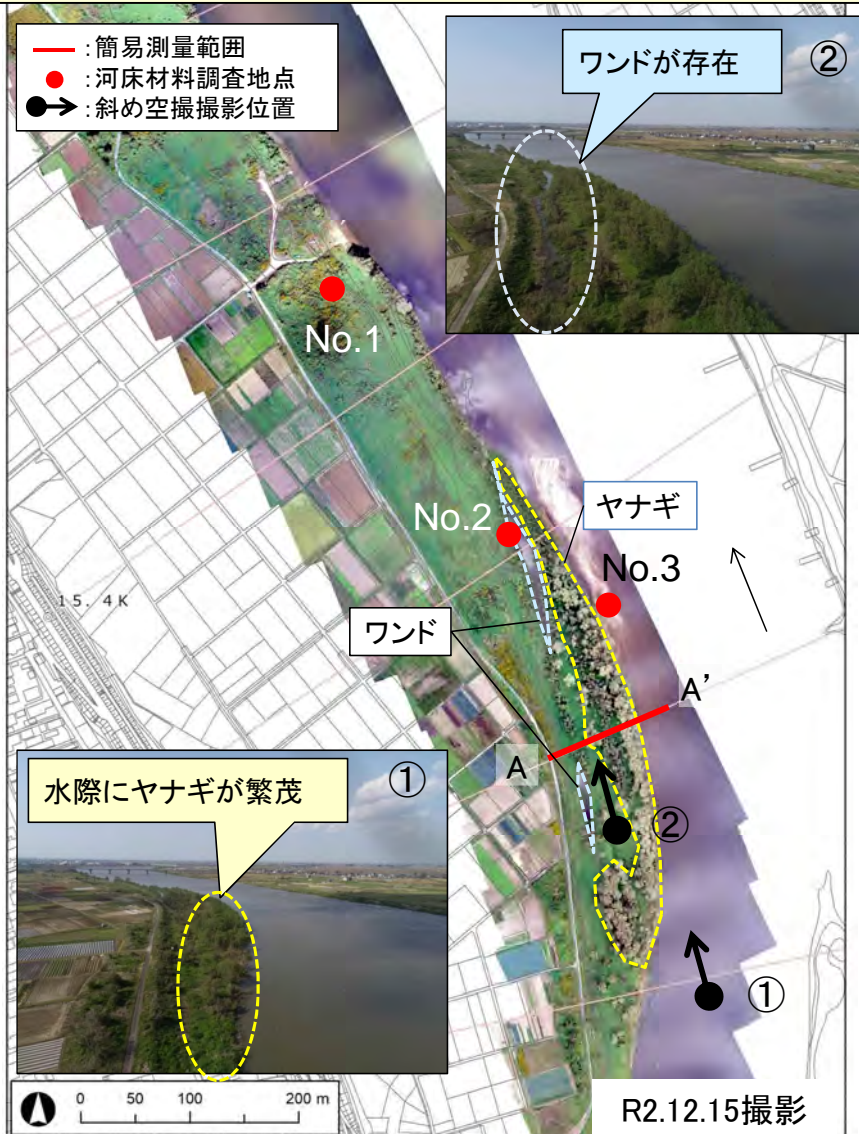 :簡易測量範囲
:河床材料調査地点
:斜め空撮撮影位置
ワンドが存在
②
No.1
No.2
ヤナギ
No.3
15.4K
ワンド
A'
A
②
水際にヤナギが繁茂
①
①
0 50 100 200 m
R2.12.15撮影